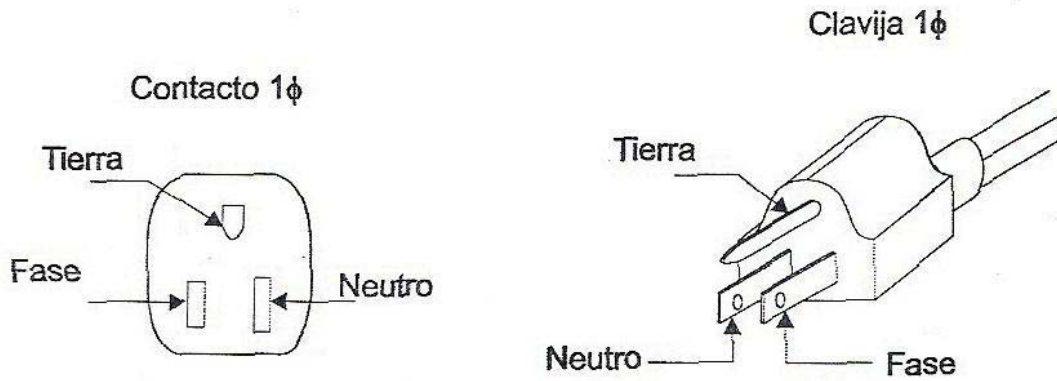 Clavija 1ϕ
Contacto 1ϕ
Tierra
Fase
Neutro
Tierra
Neutro
Fase